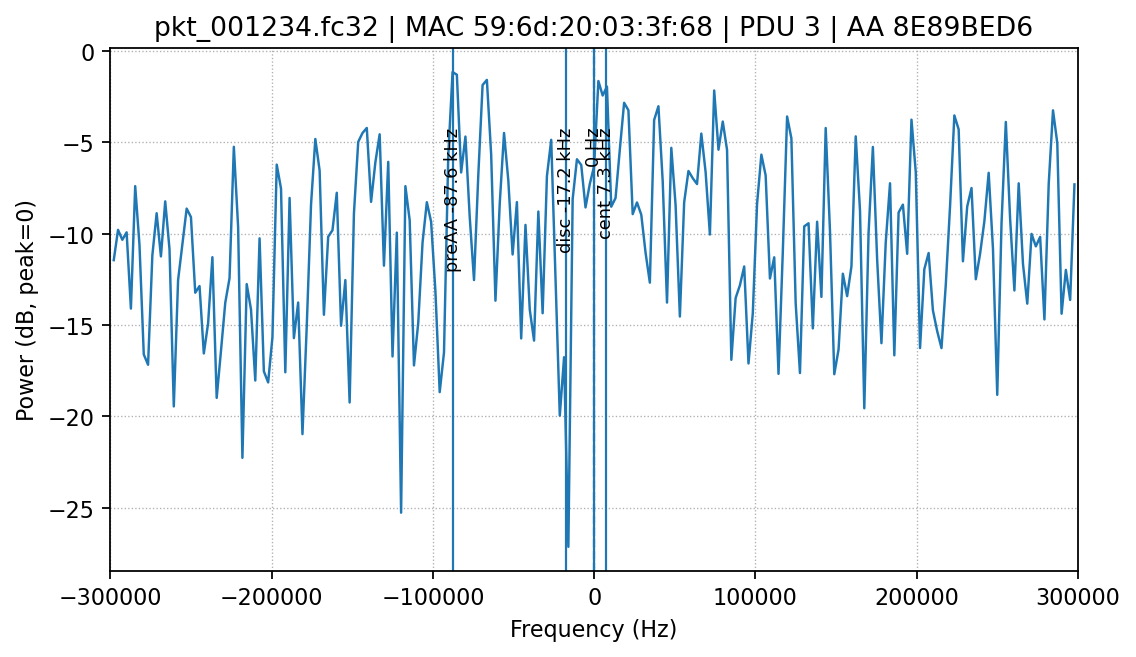 pkt_001234.fc32 | MAC 59:6d:20:03:3f:68 | PDU 3 | AA 8E89BED6
Power (dB, peak=0)
0
−5
−10
−15
−20
−25
preAA -87.6 kHz
disc -17.2 kHz
0 Hz
cent 7.3 kHz
−300000
−200000
−100000
0
100000
200000
300000
Frequency (Hz)